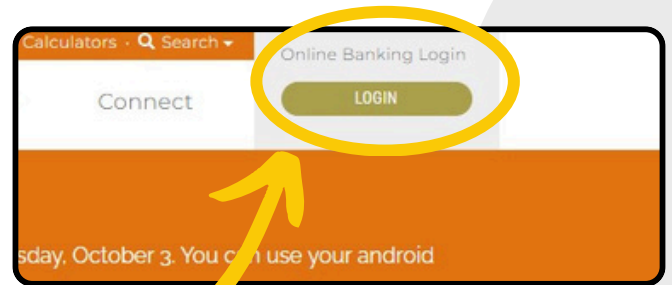 Calculators · Search
Online Banking Login
Connect
LOGIN
sday, October 3. You can use your android